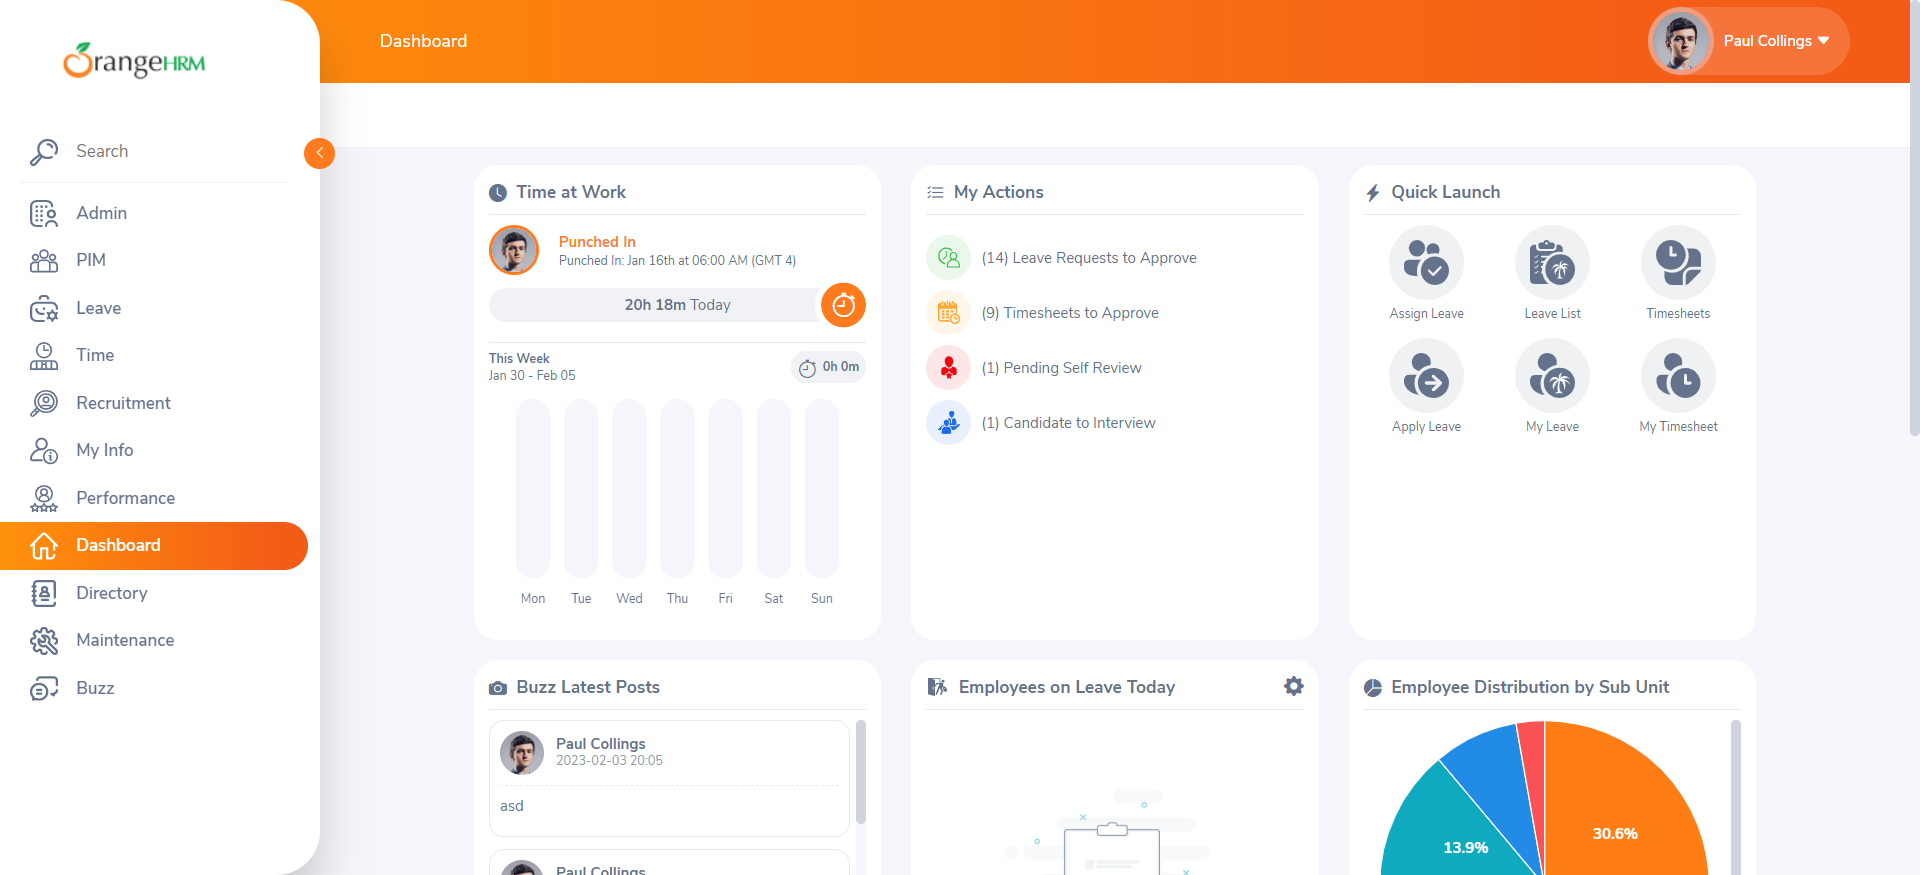 OrangeHRM
Dashboard
Paul Collings
Search
Admin
PIM
Leave
Time
Recruitment
My Info
Performance
Dashboard
Directory
Maintenance
Buzz
Time at Work
Punched In
Punched In: Jan 16th at 06:00 AM (GMT 4)
20h 18m Today
This Week
Jan 30 - Feb 05
0h 0m
Mon Tue Wed Thu Fri Sat Sun
My Actions
(14) Leave Requests to Approve
(9) Timesheets to Approve
(1) Pending Self Review
(1) Candidate to Interview
Quick Launch
Assign Leave
Leave List
Timesheets
Apply Leave
My Leave
My Timesheet
Buzz Latest Posts
Paul Collings
2023-02-03 20:05
asd
Paul Collings
Employees on Leave Today
Employee Distribution by Sub Unit
30.6%
13.9%